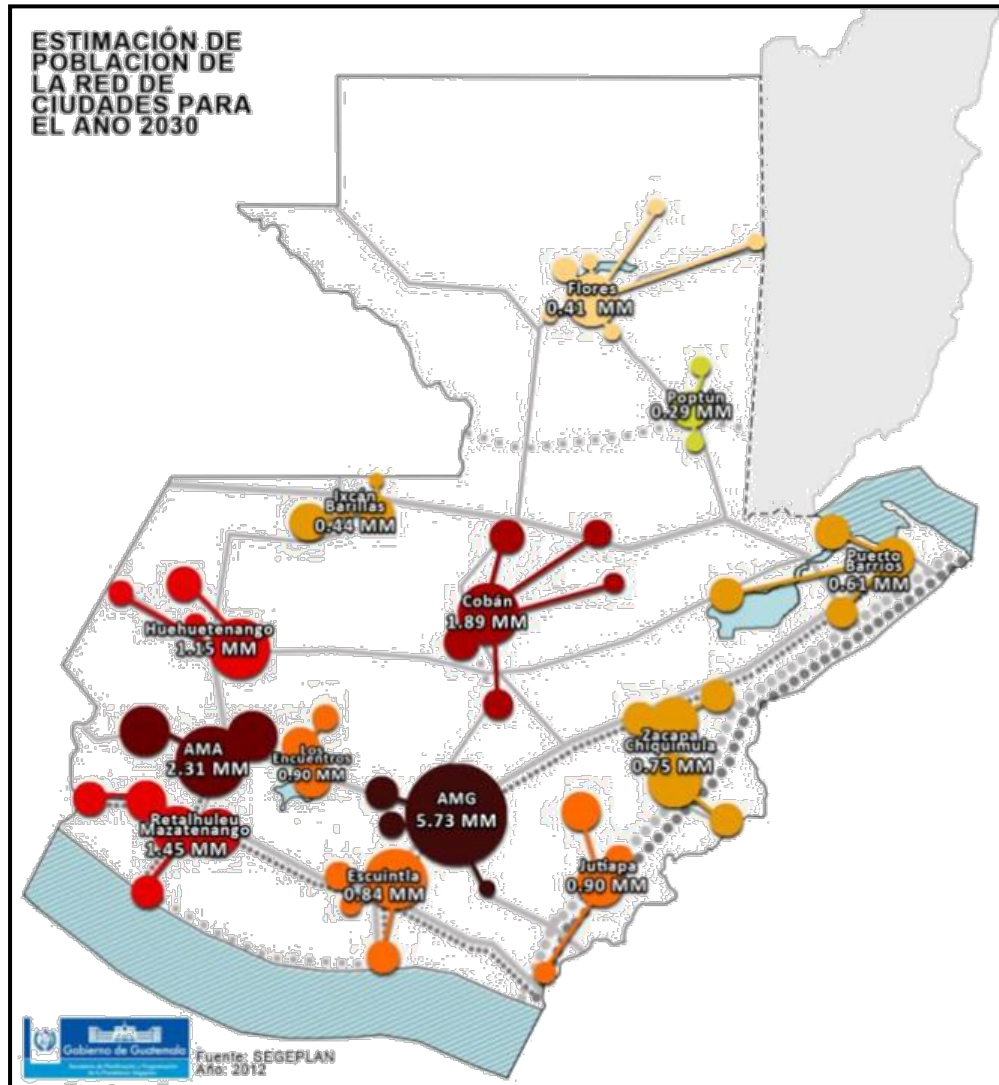 ESTIMACIÓN DE
POBLACION DE
LA RED DE
CIUDADES PARA
EL AÑO 2030
Flores
0.41 MM
Poptún
0.29 MM
Ixcán
Barillas
0.44 MM
Puerto
Barrios
0.61 MM
Cobán
1.89 MM
Huehuetenango
1.15 MM
AMA
2.31 MM
Los
Encuentros
0.90 MM
Zacapa
Chiquimula
0.75 MM
AMG
5.73 MM
Retalhuleu
Mazatenango
1.45 MM
Escuintla
0.84 MM
Jutiapa
0.90 MM
Gobierno de Guatemala
Fuente: SEGEPLAN
Año: 2012